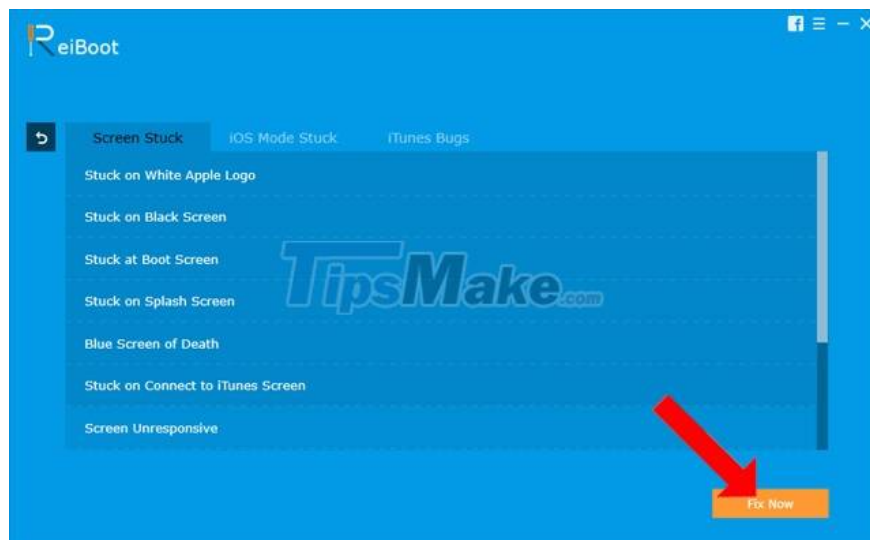 ReiBoot
Screen Stuck iOS Mode Stuck iTunes Bugs
Stuck on White Apple Logo
Stuck on Black Screen
Stuck at Boot Screen
TipsMake.com
Stuck on Splash Screen
Blue Screen of Death
Stuck on Connect to iTunes Screen
Screen Unresponsive
Fix Now